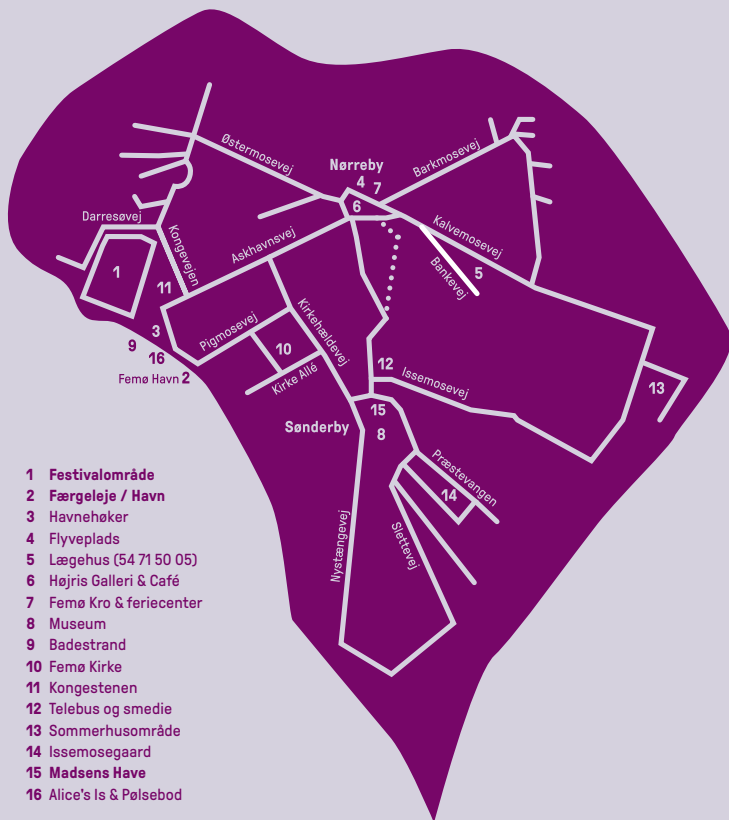 Østermosevej
Nørreby
4
7
6
Barkmosevej
Darresøvej
Kongevejen
Askhavnsvej
Kalvemosevej
Bankevej
5
1
11
3
9
16
Femø Havn 2
Pigmosevej
Kirkehældevej
10
Kirke Allé
12
Issemosevej
13
15
Sønderby
8
Præstevangen
14
Nystængevej
Slettevej
1 Festivalområde
2 Færgeleje / Havn
3 Havnehøker
4 Flyveplads
5 Lægehus (54 71 50 05)
6 Højris Galleri & Café
7 Femø Kro & feriecenter
8 Museum
9 Badestrand
10 Femø Kirke
11 Kongestenen
12 Telebus og smedie
13 Sommerhusområde
14 Issemosegaard
15 Madsens Have
16 Alice's Is & Pølsebod